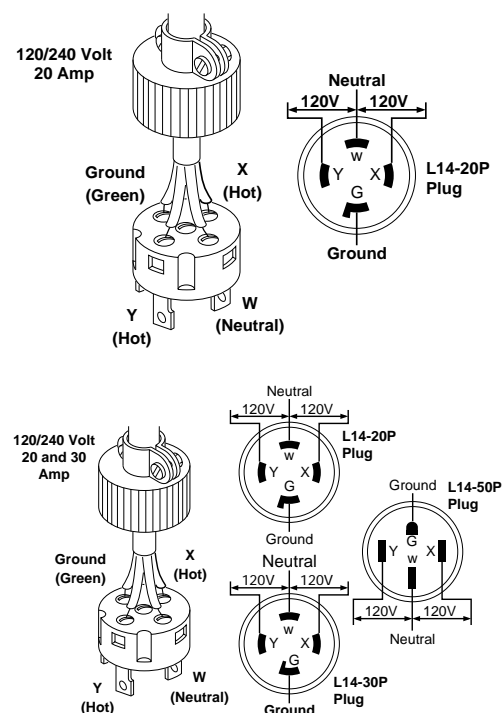 120/240 Volt
20 Amp
Ground
(Green)
X
(Hot)
Y
(Hot)
W
(Neutral)
Neutral
120V 120V
W
Y X
G
Ground
L14-20P
Plug
120/240 Volt
20 and 30
Amp
Ground
(Green)
X
(Hot)
Y
(Hot)
W
(Neutral)
Neutral
120V 120V
W
Y X
G
Ground
L14-20P
Plug
Neutral
120V 120V
W
Y X
G
Ground
L14-30P
Plug
Ground
L14-50P
Plug
G
Y X
W
120V 120V
Neutral